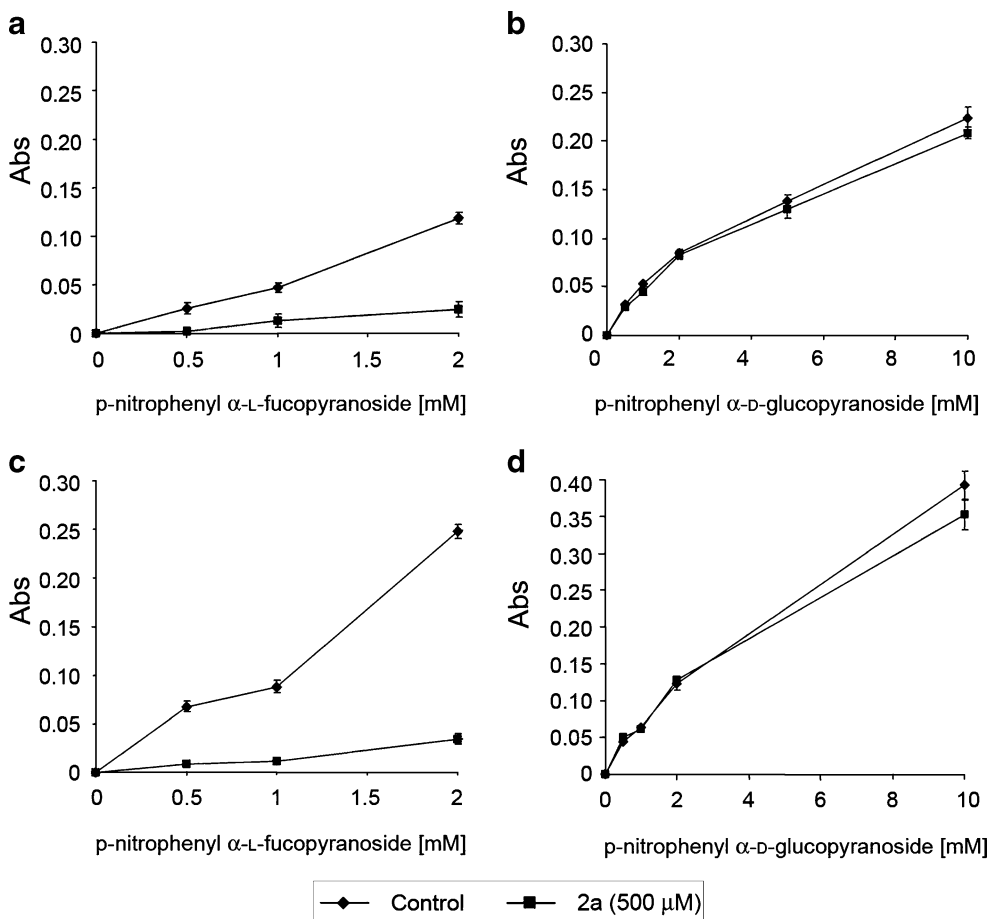 a
0.30
0.25
0.20
0.15
0.10
0.05
0
Abs
0 0.5 1 1.5 2
p-nitrophenyl α-L-fucopyranoside [mM]
b
0.30
0.25
0.20
0.15
0.10
0.05
0
Abs
0 2 4 6 8 10
p-nitrophenyl α-D-glucopyranoside [mM]
c
0.30
0.25
0.20
0.15
0.10
0.05
0
Abs
0 0.5 1 1.5 2
p-nitrophenyl α-L-fucopyranoside [mM]
d
0.40
0.35
0.30
0.25
0.20
0.15
0.10
0.05
0
Abs
0 2 4 6 8 10
p-nitrophenyl α-D-glucopyranoside [mM]
Control 2a (500 μM)